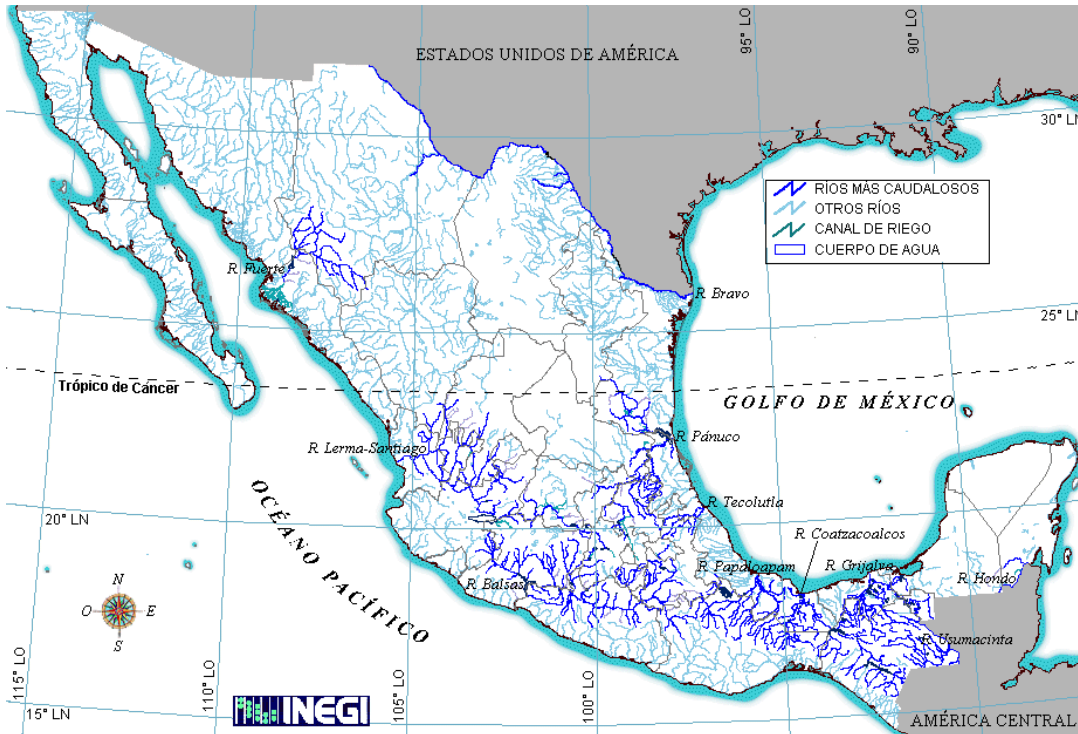 ESTADOS UNIDOS DE AMÉRICA
95° LO
90° LO
30° LN
RÍOS MÁS CAUDALOSOS
OTROS RÍOS
CANAL DE RIEGO
CUERPO DE AGUA
R. Fuerte
R. Bravo
25° LN
Trópico de Cáncer
GOLFO DE MÉXICO
R. Pánuco
R. Lerma-Santiago
R. Tecolutla
OCÉANO PACÍFICO
20° LN
R. Coatzacoalcos
R. Papaloapam
R. Grijalva
R. Balsas
R. Hondo
N
O
E
S
R. Usumacinta
115° LO
110° LO
105° LO
100° LO
15° LN
INEGI
AMÉRICA CENTRAL